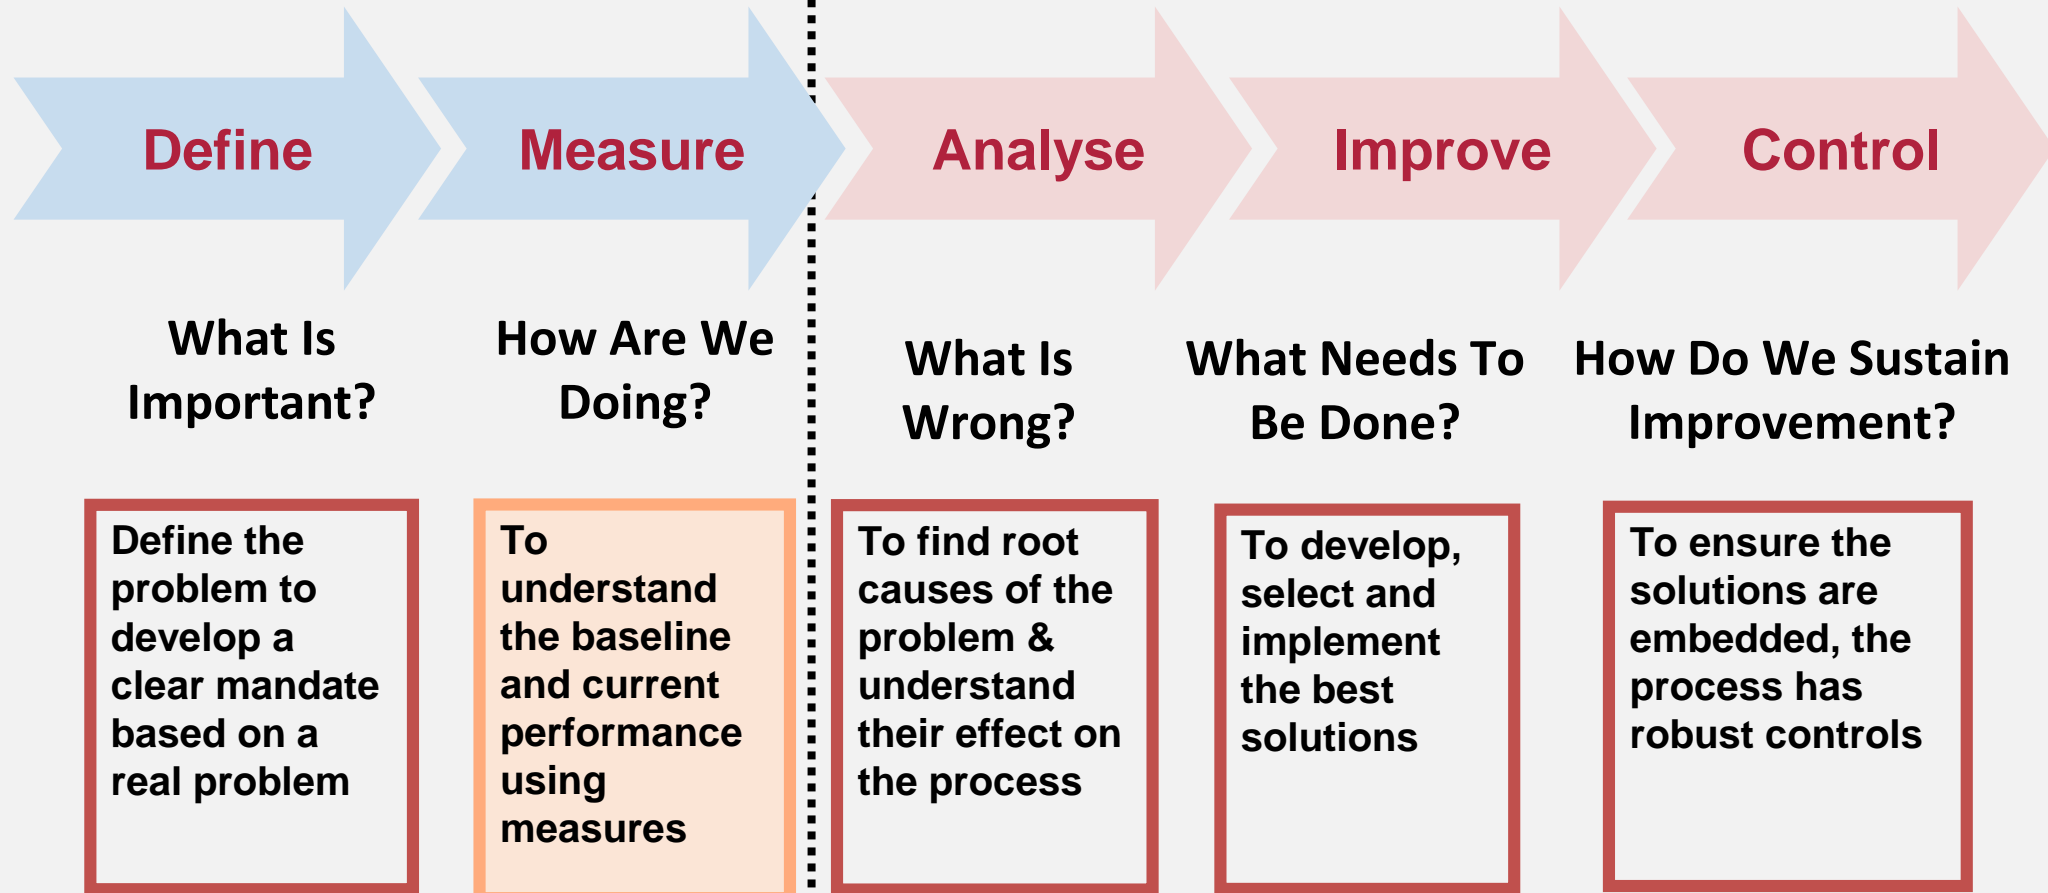 Define
Measure
Analyse
Improve
Control
What Is
Important?
How Are We
Doing?
What Is
Wrong?
What Needs To
Be Done?
How Do We Sustain
Improvement?
Define the
problem to
develop a
clear mandate
based on a
real problem
To
understand
the baseline
and current
performance
using
measures
To find root
causes of the
problem &
understand
their effect on
the process
To develop,
select and
implement
the best
solutions
To ensure the
solutions are
embedded, the
process has
robust controls